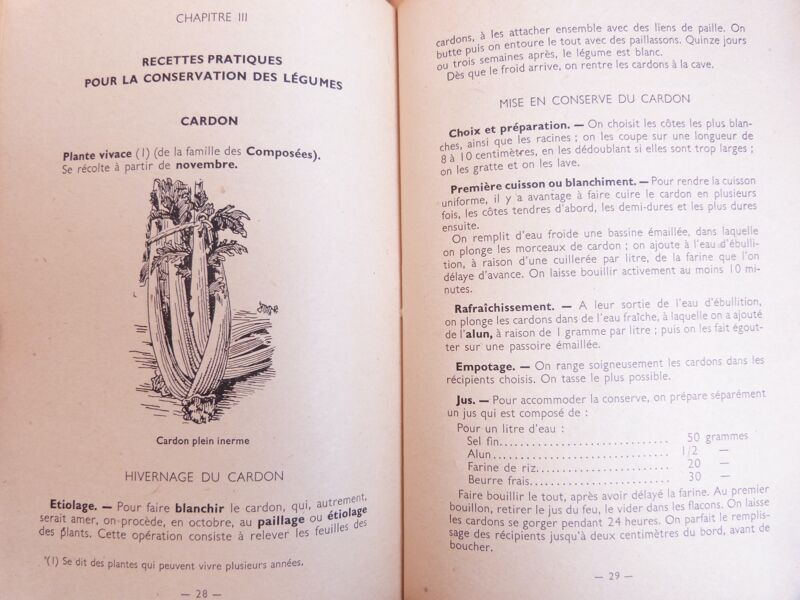 CHAPITRE III
RECETTES PRATIQUES
POUR LA CONSERVATION DES LÉGUMES
CARDON
Plante vivace (1) (de la famille des Composées).
Se récolte à partir de novembre.
Cardon plein inerme
HIVERNAGE DU CARDON
Etiolage. — Pour faire blanchir le cardon, qui, autrement,
serait amer, on-procède, en octobre, au paillage ou étiolage
des plants. Cette opération consiste à relever les feuilles des
(1) Se dit des plantes qui peuvent vivre plusieurs années.
— 28 —
cardons, à les attacher ensemble avec des liens de paille. On
butte puis on entoure le tout avec des paillassons. Quinze jours
ou trois semaines après, le légume est blanc.
Dès que le froid arrive, on rentre les cardons à la cave.
MISE EN CONSERVE DU CARDON
Choix et préparation. — On choisit les côtes les plus blan-
ches, ainsi que les racines ; on les coupe sur une longueur de
8 à 10 centimètres, en les dédoublant si elles sont trop larges ;
on les gratte et on les lave.
Première cuisson ou blanchiment. — Pour rendre la cuisson
uniforme, il y a avantage à faire cuire le cardon en plusieurs
fois, les côtes tendres d'abord, les demi-dures et les plus dures
ensuite.
On remplit d'eau froide une bassine émaillée, dans laquelle
on plonge les morceaux de cardon ; on ajoute à l'eau d'ébulli-
tion, à raison d'une cuillerée par litre, de la farine que l'on
délaye d'avance. On laisse bouillir activement au moins 10 mi-
nutes.
Rafraîchissement. — A leur sortie de l'eau d'ébullition,
on plonge les cardons dans de l'eau fraîche, à laquelle on a ajouté
de l'alun, à raison de 1 gramme par litre ; puis on les fait égout-
ter sur une passoire émaillée.
Empotage. — On range soigneusement les cardons dans les
récipients choisis. On tasse le plus possible.
Jus. — Pour accommoder la conserve, on prépare séparément
un jus qui est composé de :
Pour un litre d'eau :
Sel fin.............................. 50 grammes
Alun................................ 1/2 —
Farine de riz........................ 20 —
Beurre frais......................... 30 —
Faire bouillir le tout, après avoir délayé la farine. Au premier
bouillon, retirer le jus du feu, le vider dans les flacons. On laisse
les cardons se gorger pendant 24 heures. On parfait le remplis-
sage des récipients jusqu'à deux centimètres du bord, avant de
boucher.
— 29 —